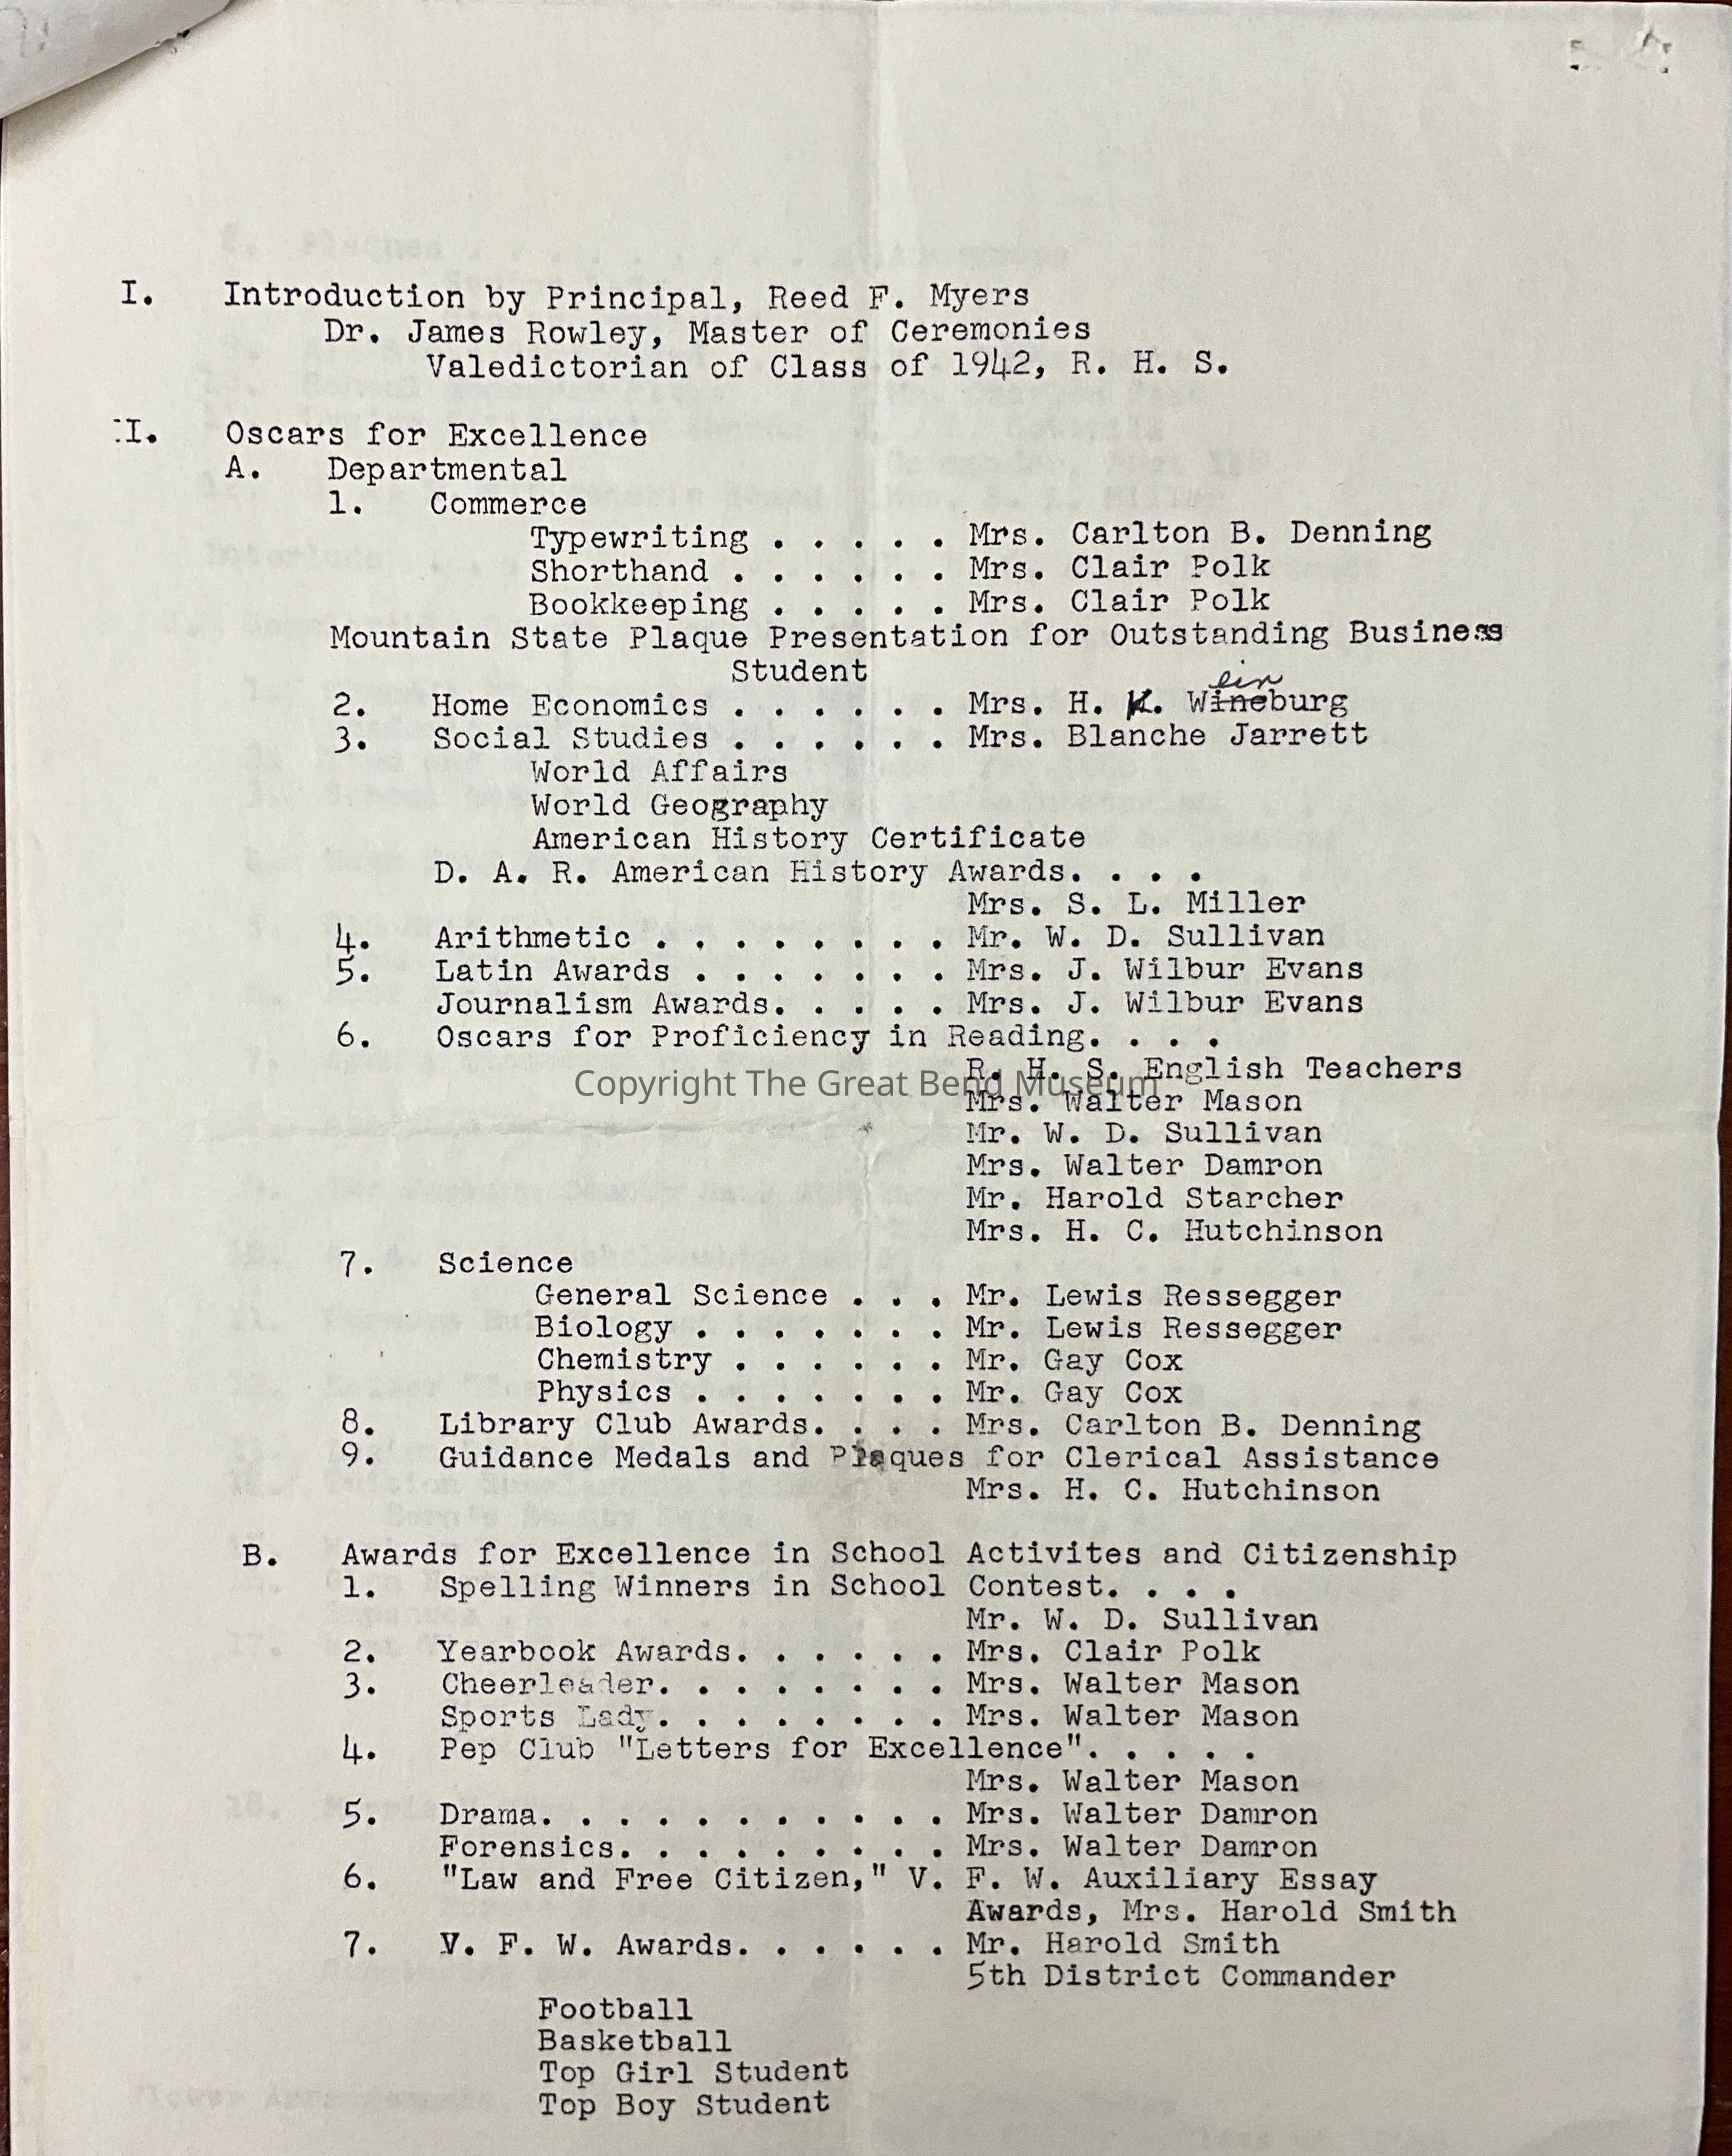 I. Introduction by Principal, Reed F. Myers
Dr. James Rowley, Master of Ceremonies
Valedictorian of Class of 1942, R. H. S.
II. Oscars for Excellence
A. Departmental
1. Commerce
Typewriting . . . . . Mrs. Carlton B. Denning
Shorthand . . . . . . Mrs. Clair Polk
Bookkeeping . . . . . Mrs. Clair Polk
Mountain State Plaque Presentation for Outstanding Business
Student
ein
2. Home Economics . . . . . . Mrs. H. K. Wineburg
3. Social Studies . . . . . . Mrs. Blanche Jarrett
World Affairs
World Geography
American History Certificate
D. A. R. American History Awards. . . .
Mrs. S. L. Miller
4. Arithmetic . . . . . . . . Mr. W. D. Sullivan
5. Latin Awards . . . . . . . Mrs. J. Wilbur Evans
Journalism Awards. . . . . Mrs. J. Wilbur Evans
6. Oscars for Proficiency in Reading. . . .
R. H. S. English Teachers
Copyright The Great Bend Museum
Mrs. Walter Mason
Mr. W. D. Sullivan
Mrs. Walter Damron
Mr. Harold Starcher
Mrs. H. C. Hutchinson
7. Science
General Science . . . Mr. Lewis Ressegger
Biology . . . . . . . Mr. Lewis Ressegger
Chemistry . . . . . . Mr. Gay Cox
Physics . . . . . . . Mr. Gay Cox
8. Library Club Awards. . . . Mrs. Carlton B. Denning
9. Guidance Medals and Plaques for Clerical Assistance
Mrs. H. C. Hutchinson
B. Awards for Excellence in School Activites and Citizenship
1. Spelling Winners in School Contest. . . .
Mr. W. D. Sullivan
2. Yearbook Awards. . . . . . Mrs. Clair Polk
3. Cheerleader. . . . . . . . Mrs. Walter Mason
Sports Lady. . . . . . . . Mrs. Walter Mason
4. Pep Club "Letters for Excellence". . . . .
Mrs. Walter Mason
5. Drama. . . . . . . . . . . Mrs. Walter Damron
Forensics. . . . . . . . . Mrs. Walter Damron
6. "Law and Free Citizen," V. F. W. Auxiliary Essay
Awards, Mrs. Harold Smith
7. V. F. W. Awards. . . . . . Mr. Harold Smith
5th District Commander
Football
Basketball
Top Girl Student
Top Boy Student